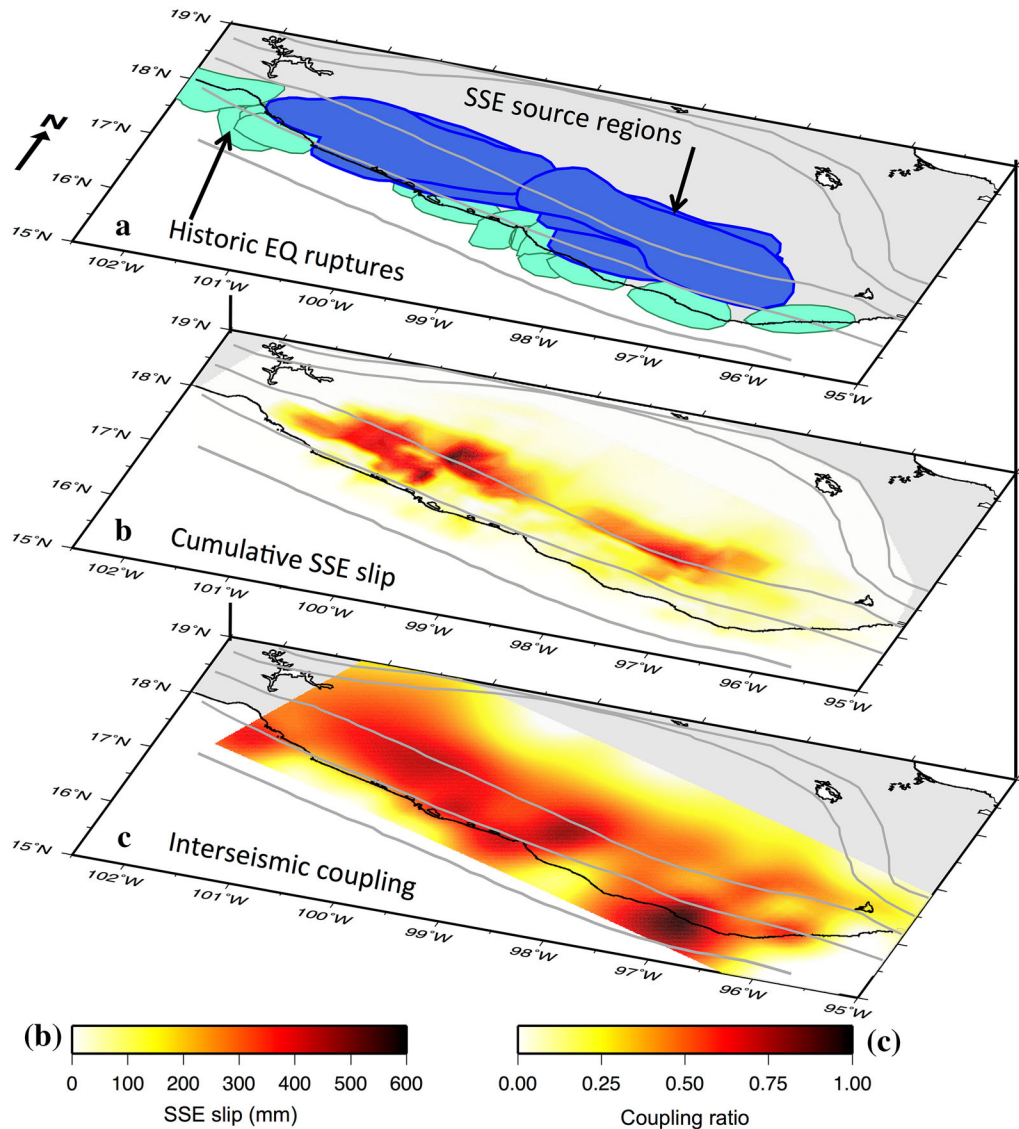 19˚N
18˚N
17˚N
16˚N
15˚N
N
SSE source regions
a
Historic EQ ruptures
102˚W
101˚W
100˚W
99˚W
98˚W
97˚W
96˚W
95˚W
19˚N
18˚N
17˚N
16˚N
15˚N
b
Cumulative SSE slip
102˚W
101˚W
100˚W
99˚W
98˚W
97˚W
96˚W
95˚W
19˚N
18˚N
17˚N
16˚N
15˚N
c
Interseismic coupling
102˚W
101˚W
100˚W
99˚W
98˚W
97˚W
96˚W
95˚W
(b)
0 100 200 300 400 500 600
SSE slip (mm)
(c)
0.00 0.25 0.50 0.75 1.00
Coupling ratio